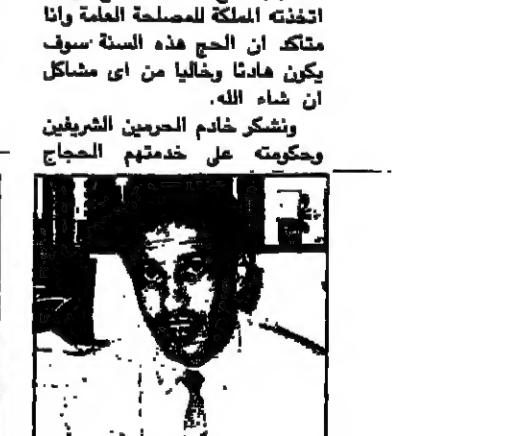 اتخذته المملكة للمصلحة العامة وانا
متأكد ان الحج هذه السنة سوف
يكون هادئا وخاليا من اى مشاكل
ان شاء الله.
ونشكر خادم الحرمين الشريفين
وحكومته على خدمتهم الحجاج